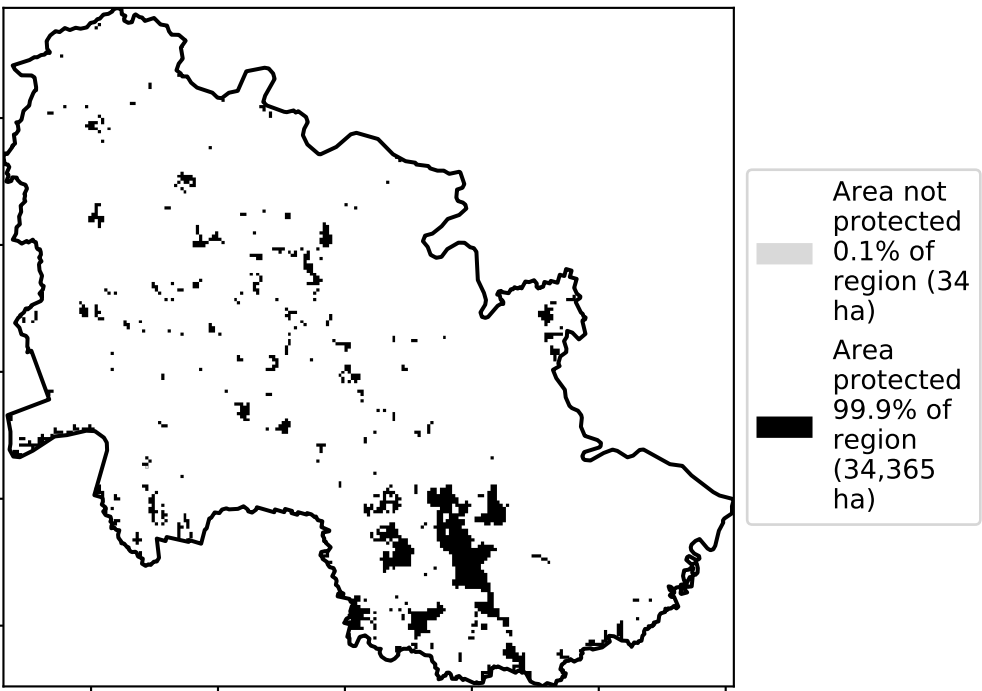 Area not
protected
0.1% of
region (34
ha)
Area
protected
99.9% of
region
(34,365
ha)